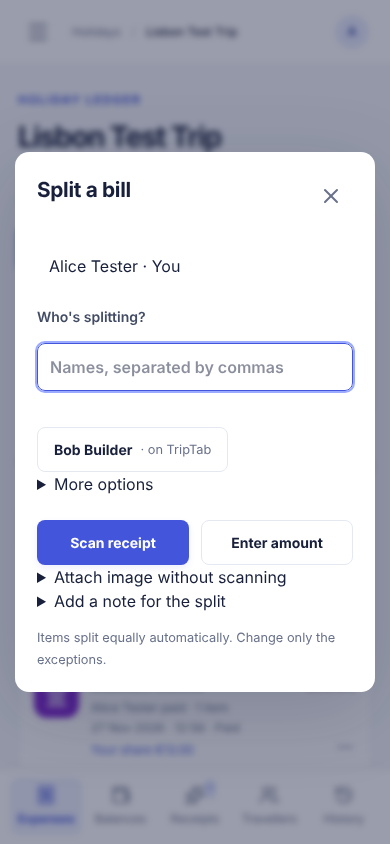 Holidays / Lisbon Test Trip
HOLIDAY LEDGER
Lisbon Test Trip
Split a bill
Alice Tester · You
Who's splitting?
Names, separated by commas
Bob Builder · on TripTab
More options
Scan receipt
Enter amount
Attach image without scanning
Add a note for the split
Items split equally automatically. Change only the
exceptions.
Expenses
Balances
Receipts
Travellers
History